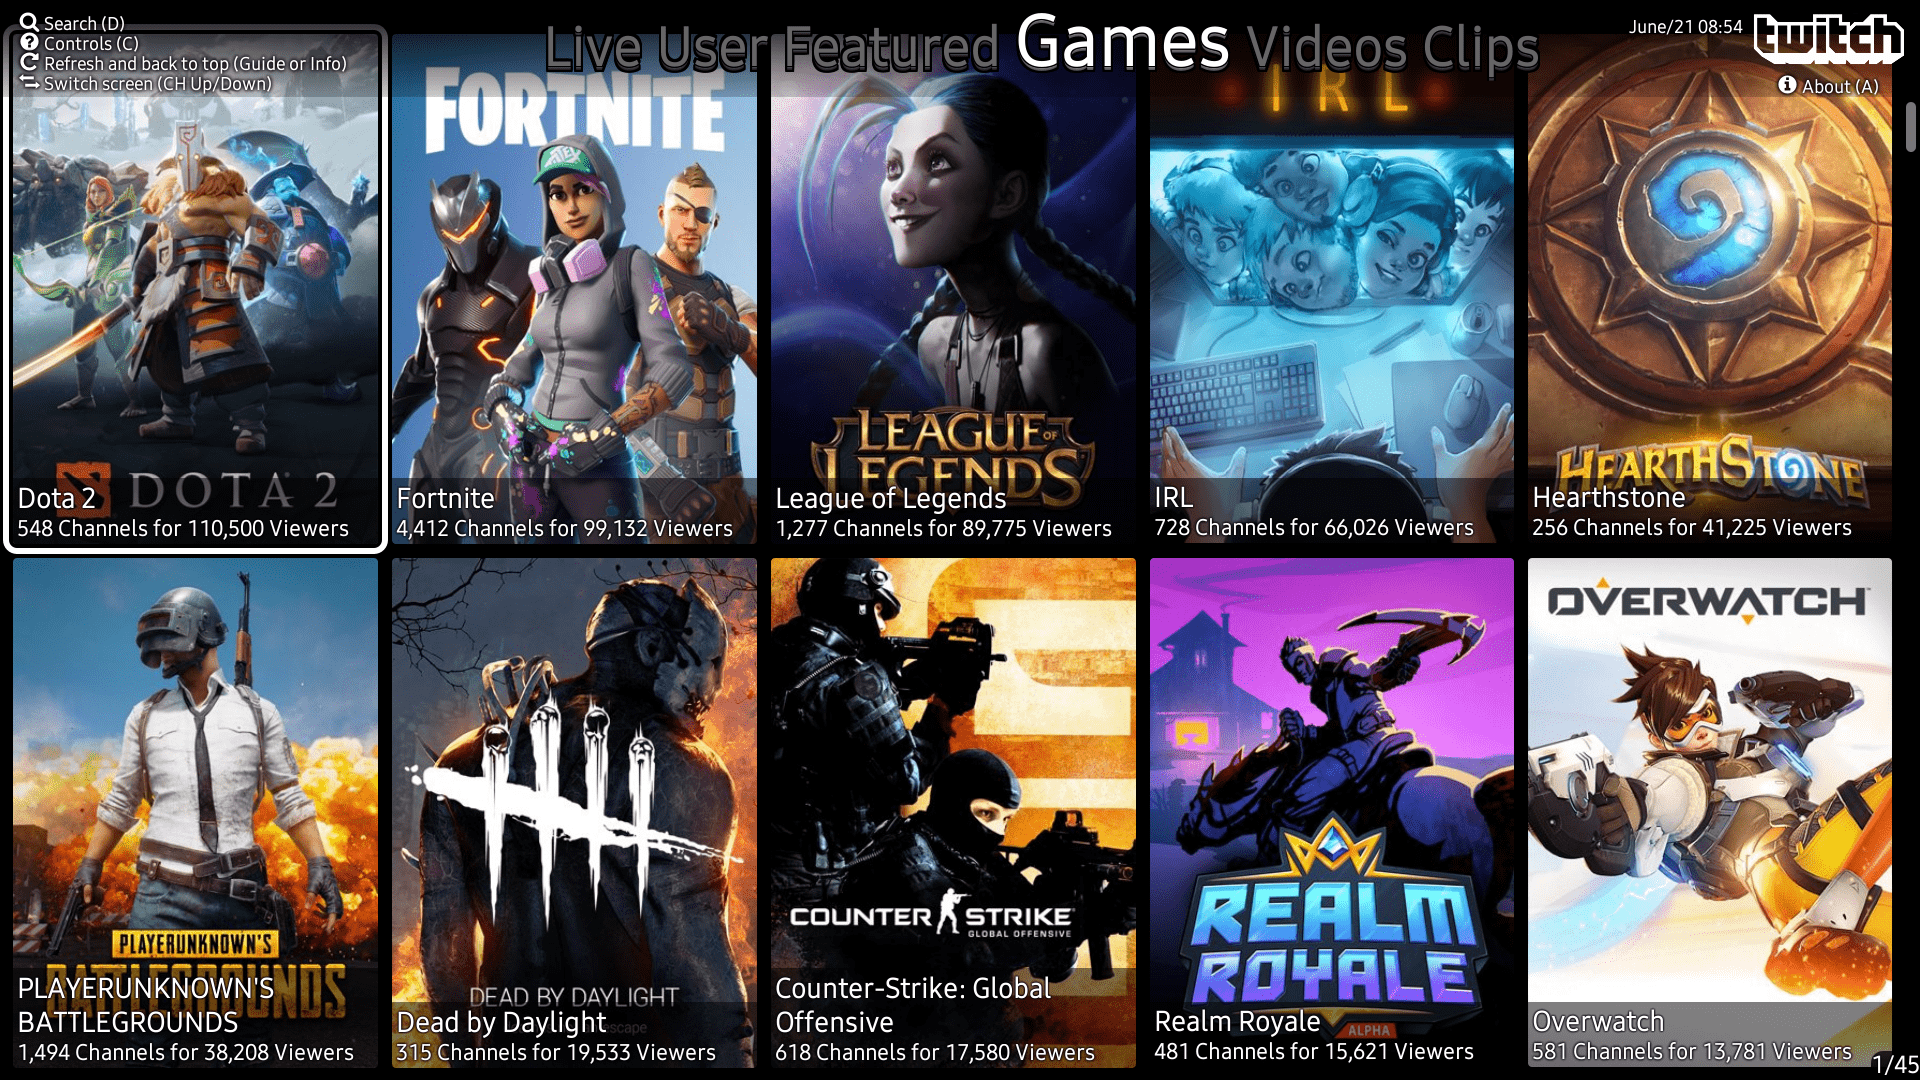 Search (D)
Controls (C)
Refresh and back to top (Guide or Info)
Switch screen (CH Up/Down)
Live User Featured Games Videos Clips
June/21 08:54
twitch
About (A)
DOTA 2
Dota 2
548 Channels for 110,500 Viewers
FORTNITE
Fortnite
4,412 Channels for 99,132 Viewers
LEAGUE OF
LEGENDS
League of Legends
1,277 Channels for 89,775 Viewers
IRL
IRL
728 Channels for 66,026 Viewers
HEARTHSTONE
Hearthstone
256 Channels for 41,225 Viewers
PLAYERUNKNOWN'S
BATTLEGROUNDS
PLAYERUNKNOWN'S
BATTLEGROUNDS
1,494 Channels for 38,208 Viewers
DEAD BY DAYLIGHT
Dead by Daylight
315 Channels for 19,533 Viewers
COUNTER STRIKE
GLOBAL OFFENSIVE
Counter-Strike: Global
Offensive
618 Channels for 17,580 Viewers
REALM
ROYALE
ALPHA
Realm Royale
481 Channels for 15,621 Viewers
OVERWATCH
Overwatch
581 Channels for 13,781 Viewers
1/45